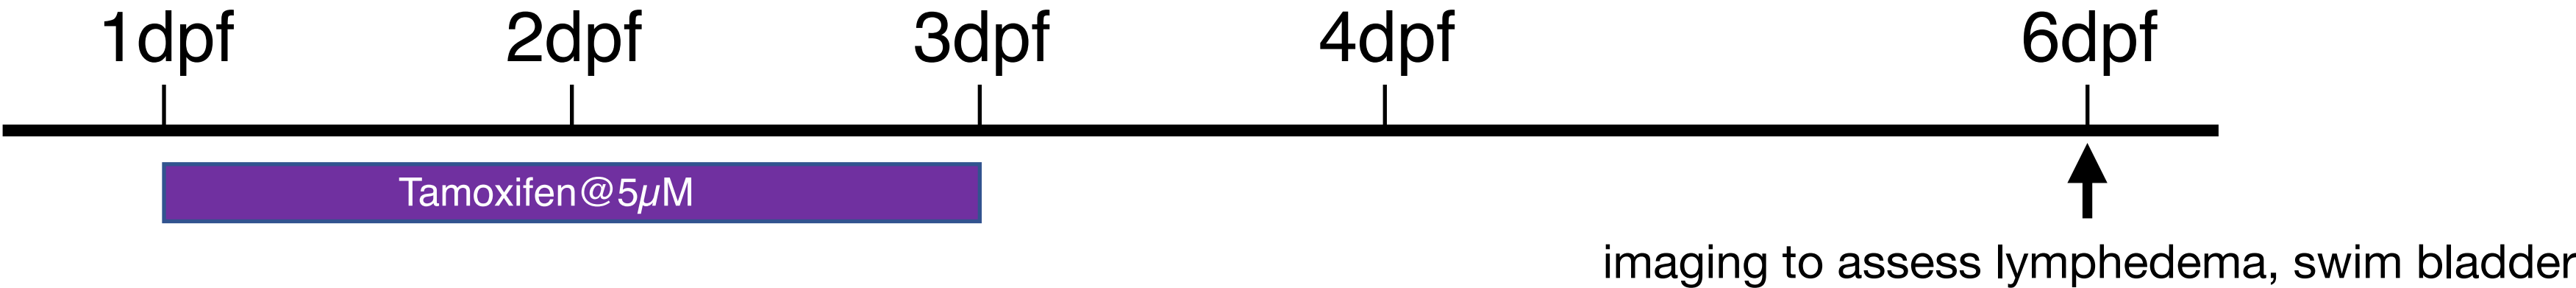 1dpf 2dpf 3dpf 4dpf 6dpf
Tamoxifen@5μM
imaging to assess lymphedema, swim bladder